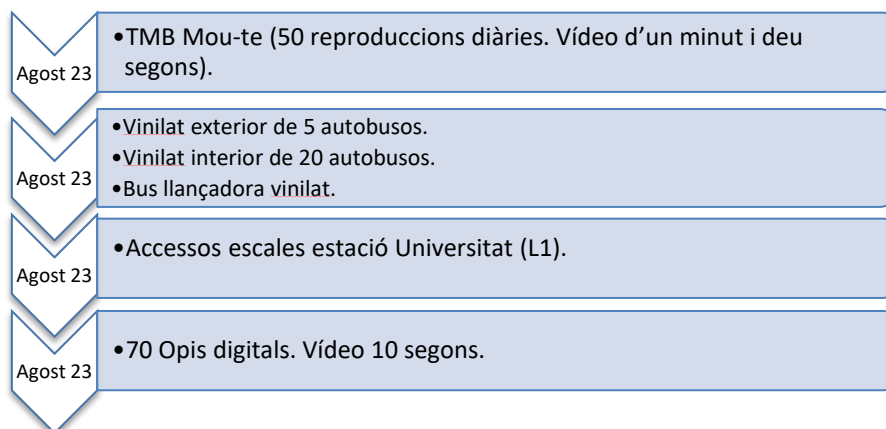 Agost 23
•TMB Mou-te (50 reproduccions diàries. Vídeo d'un minut i deu
segons).
Agost 23
•Vinilat exterior de 5 autobusos.
•Vinilat interior de 20 autobusos.
•Bus llançadora vinilat.
Agost 23
•Accessos escales estació Universitat (L1).
Agost 23
•70 Opis digitals. Vídeo 10 segons.